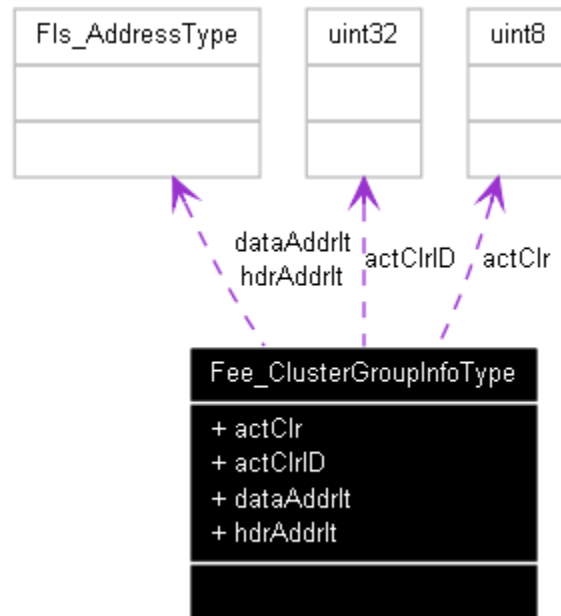 Fls_AddressType
uint32
uint8
dataAddrIt
hdrAddrIt
actClrID
actClr
Fee_ClusterGroupInfoType
+ actClr
+ actClrID
+ dataAddrIt
+ hdrAddrIt